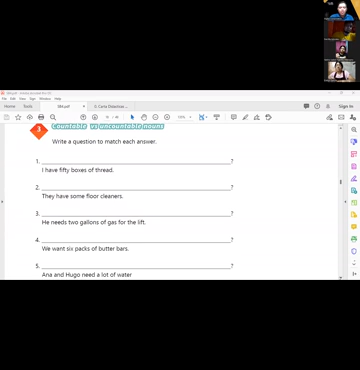 File Edit View Sign Window Help
Home Tools
Sign In
3
Countable vs uncountable nouns
Write a question to match each answer.
1. ?
I have fifty boxes of thread.
2. ?
They have some floor cleaners.
3. ?
He needs two gallons of gas for the lift.
4. ?
We want six packs of butter bars.
5. ?
Ana and Hugo need a lot of water